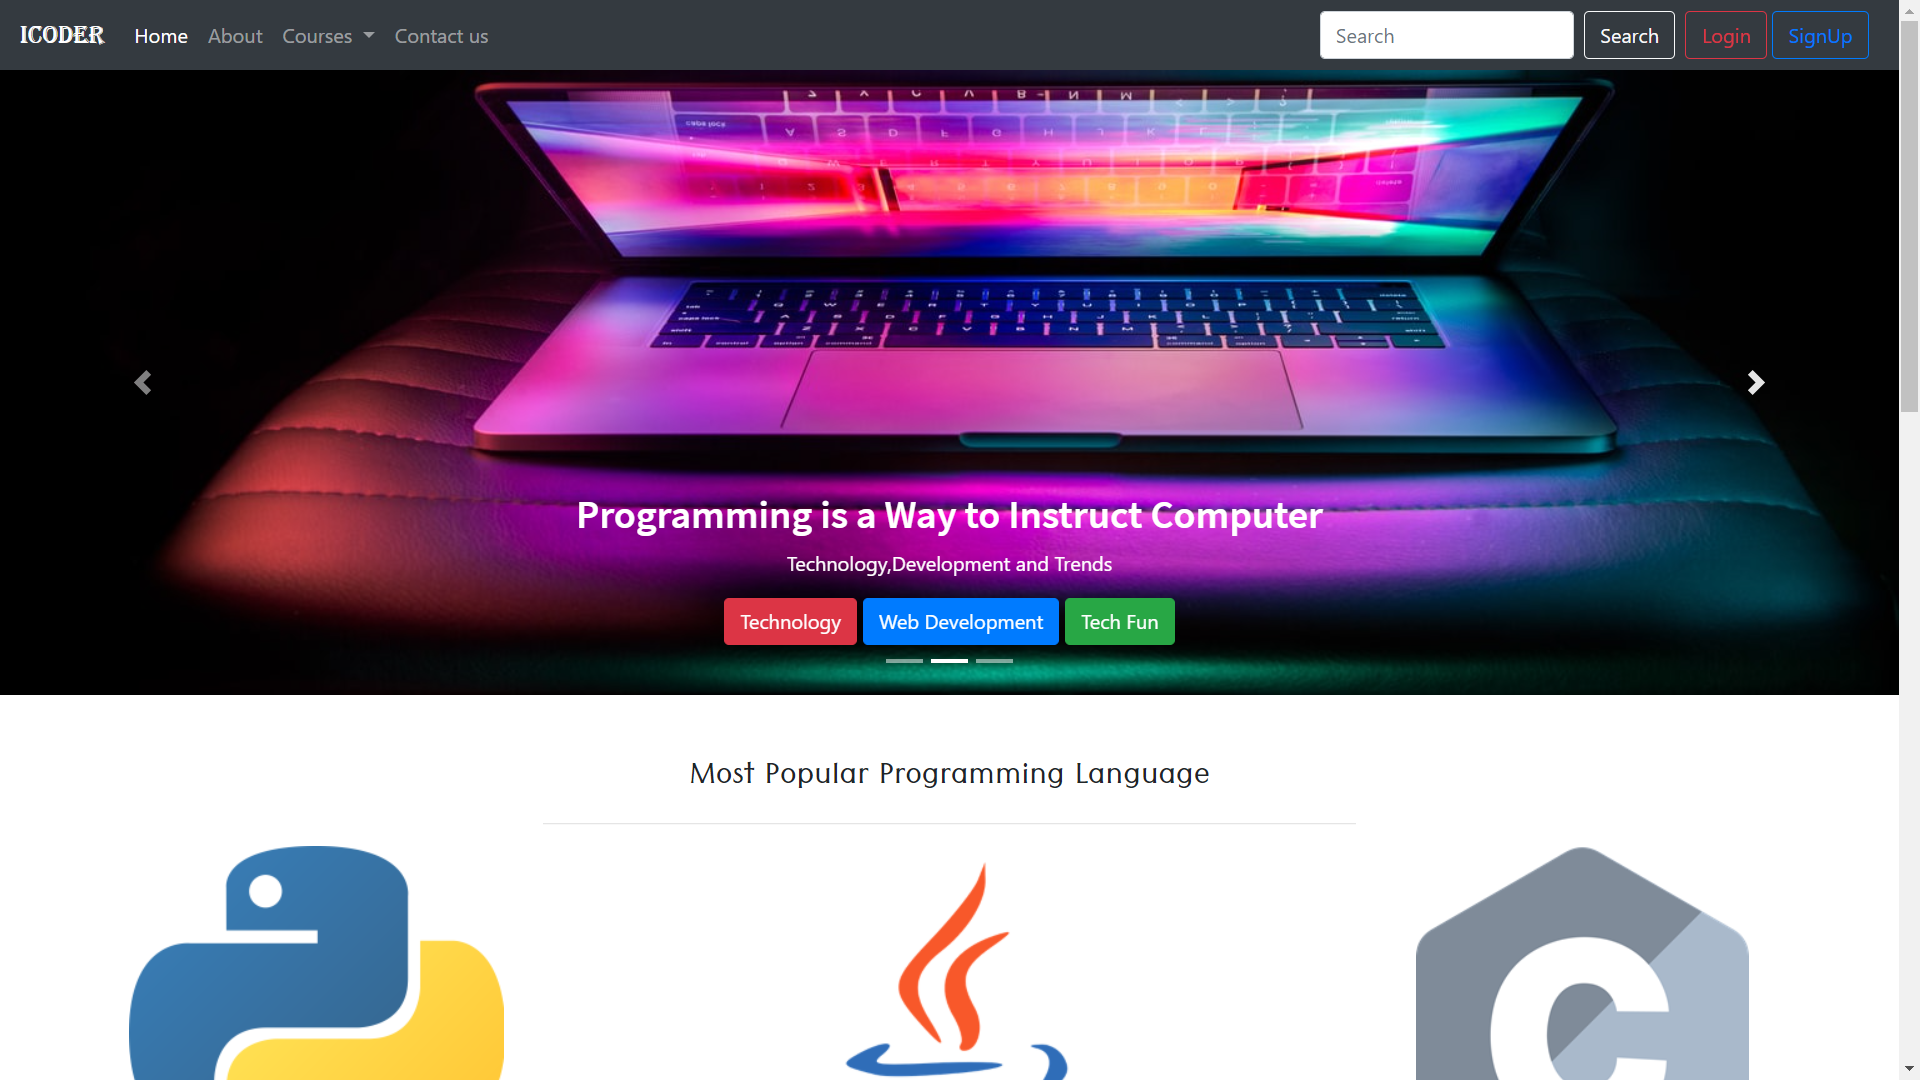 ICODER Home About Courses Contact us Search Search Login SignUp
Programming is a Way to Instruct Computer
Technology,Development and Trends
Technology Web Development Tech Fun
Most Popular Programming Language
C